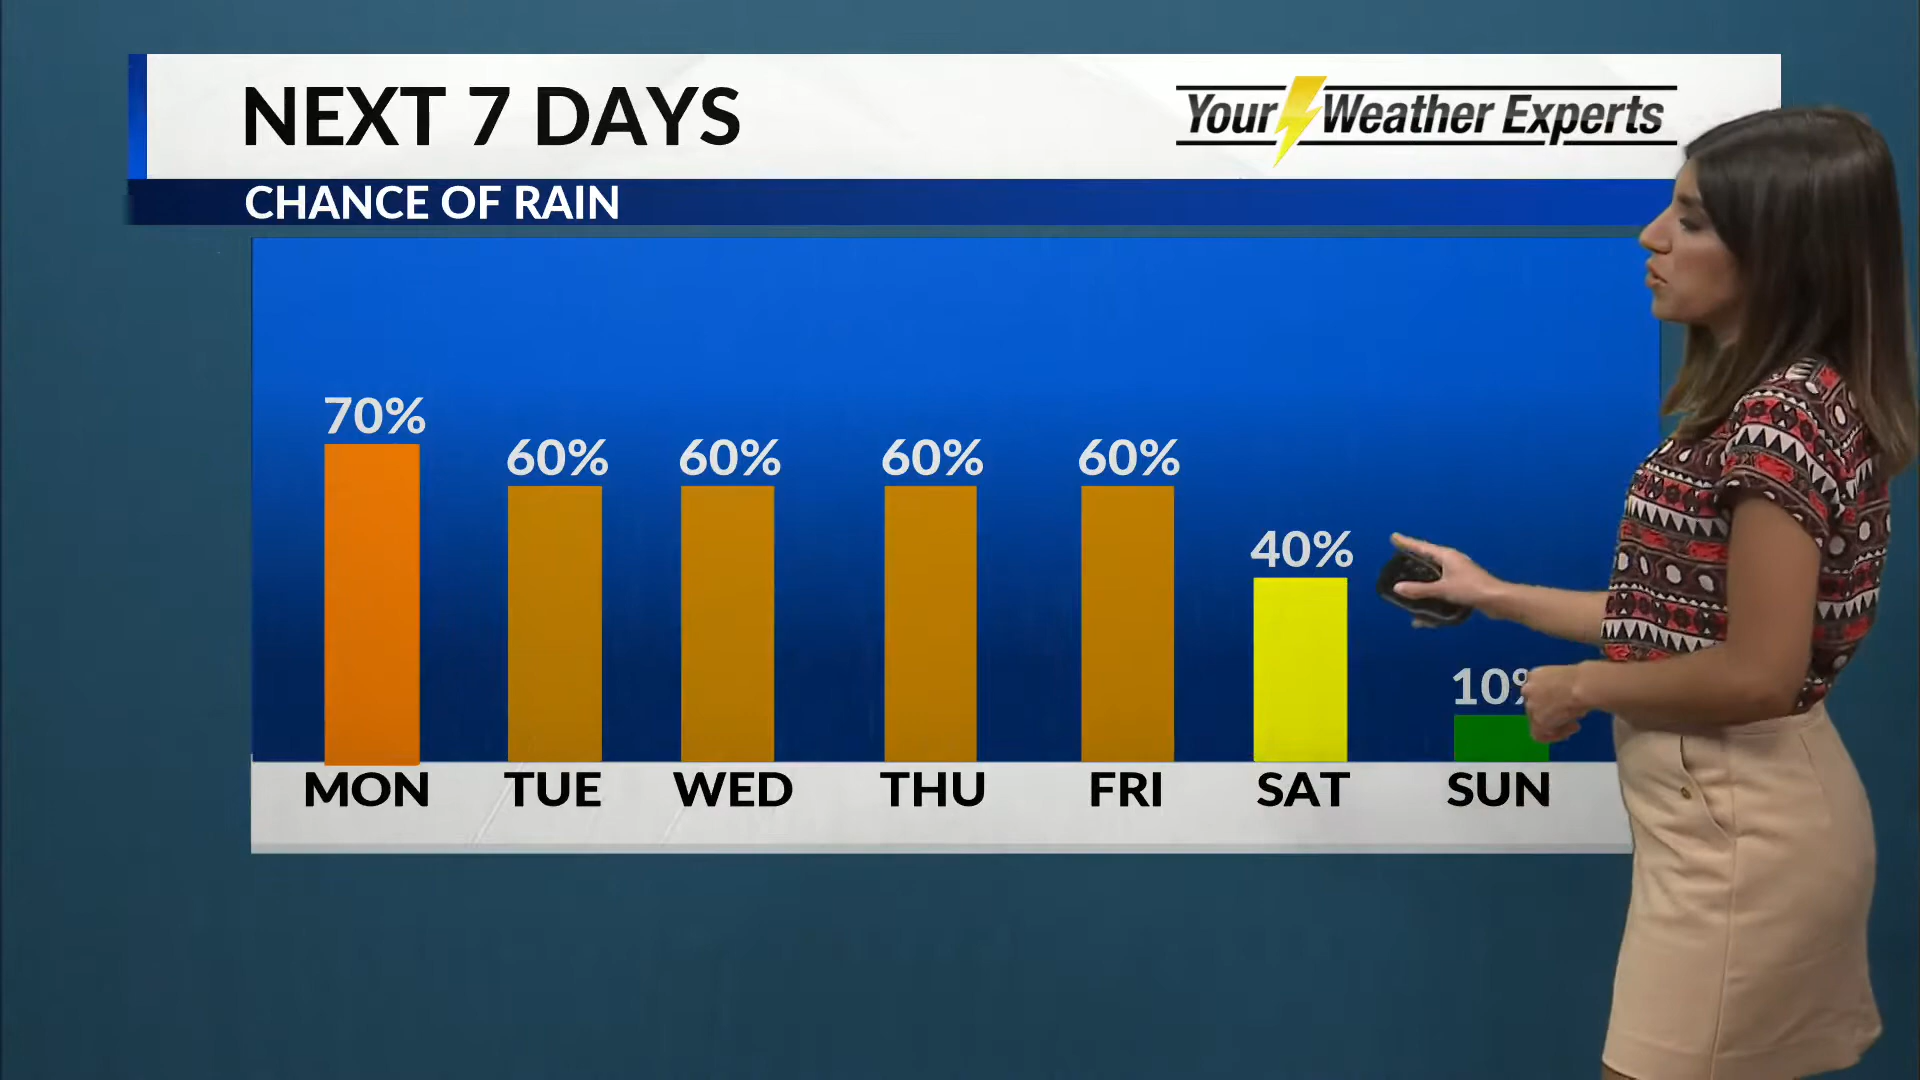 NEXT 7 DAYS
Your Weather Experts
CHANCE OF RAIN
70%
60%
60%
60%
60%
40%
10%
MON TUE WED THU FRI SAT SUN